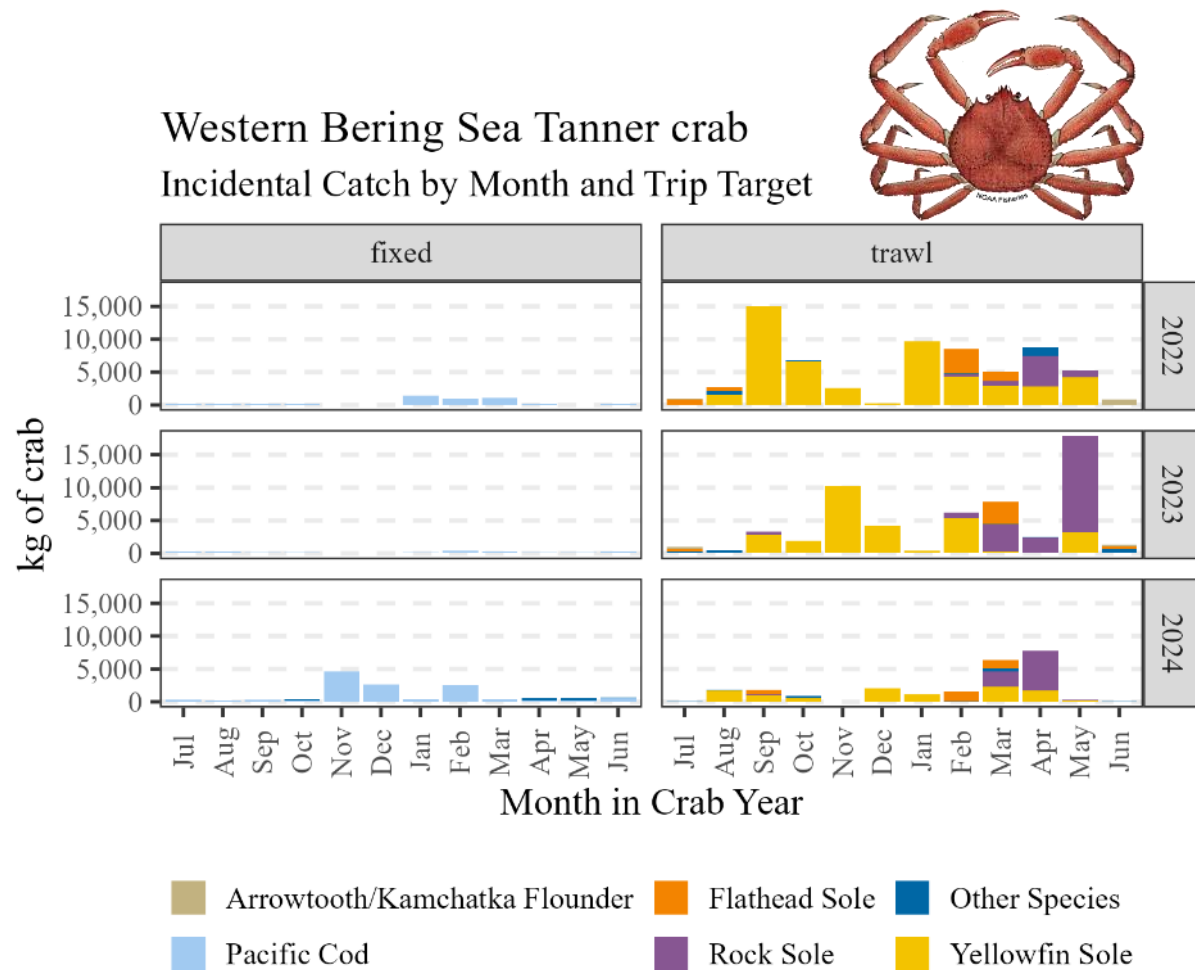 Western Bering Sea Tanner crab
Incidental Catch by Month and Trip Target
NOAA Fisheries
fixed
trawl
15,000
10,000
5,000
0
2022
15,000
10,000
5,000
0
2023
15,000
10,000
5,000
0
2024
kg of crab
Jul Aug Sep Oct Nov Dec Jan Feb Mar Apr May Jun
Jul Aug Sep Oct Nov Dec Jan Feb Mar Apr May Jun
Month in Crab Year
Arrowtooth/Kamchatka Flounder
Flathead Sole
Other Species
Pacific Cod
Rock Sole
Yellowfin Sole